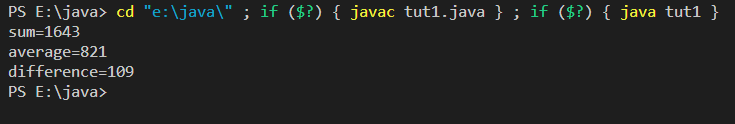 PS E:\java> cd "e:\java\" ; if ($?) { javac tut1.java } ; if ($?) { java tut1 }
sum=1643
average=821
difference=109
PS E:\java>